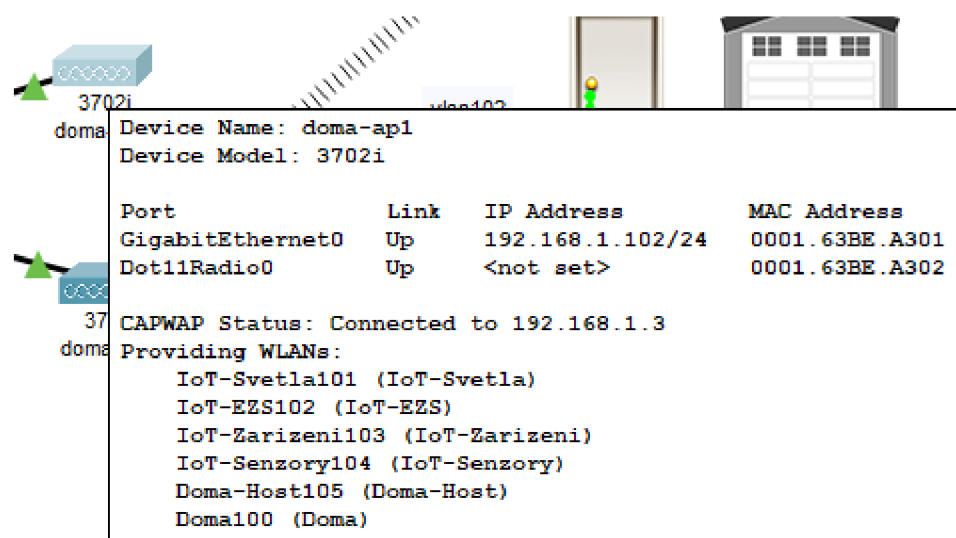 3702i
doma-
vlan102
Device Name: doma-ap1
Device Model: 3702i
Port Link IP Address MAC Address
GigabitEthernet0 Up 192.168.1.102/24 0001.63BE.A301
Dot11Radio0 Up <not set> 0001.63BE.A302
37
doma
CAPWAP Status: Connected to 192.168.1.3
Providing WLANs:
IoT-Svetla101 (IoT-Svetla)
IoT-EZS102 (IoT-EZS)
IoT-Zarizeni103 (IoT-Zarizeni)
IoT-Senzory104 (IoT-Senzory)
Doma-Host105 (Doma-Host)
Doma100 (Doma)